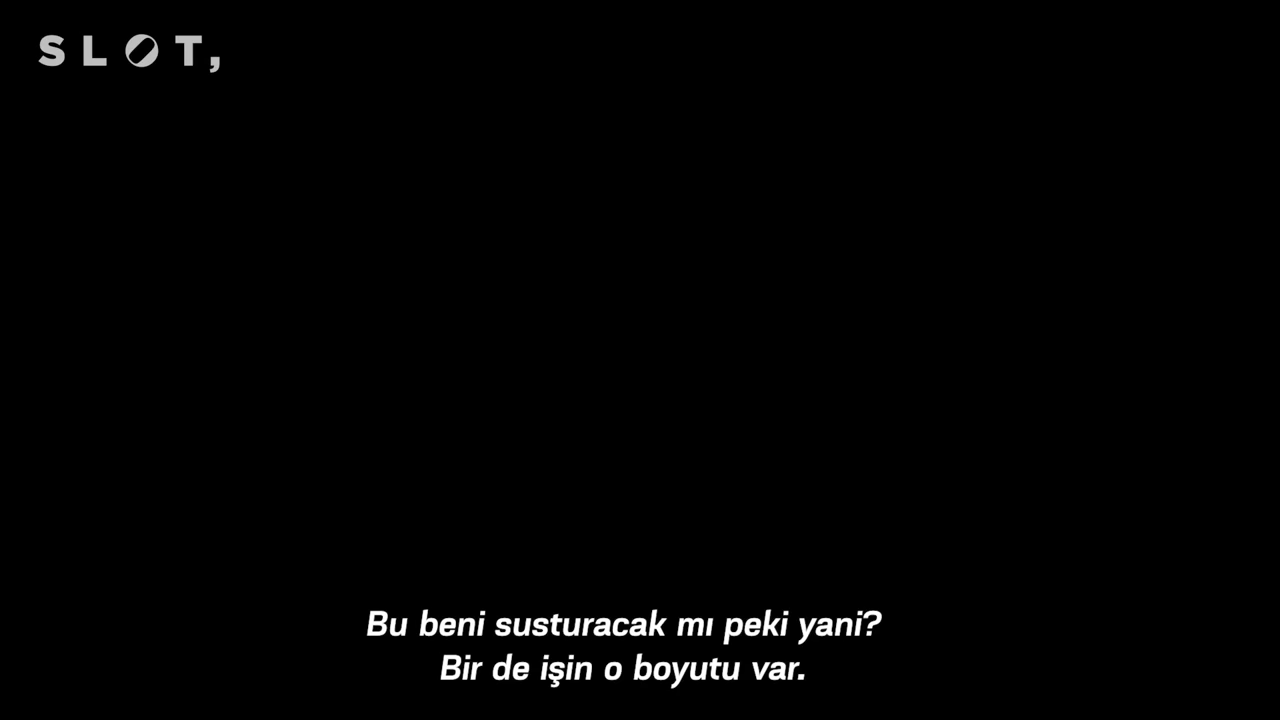 SLOT,
Bu beni susturacak mı peki yani?
Bir de işin o boyutu var.